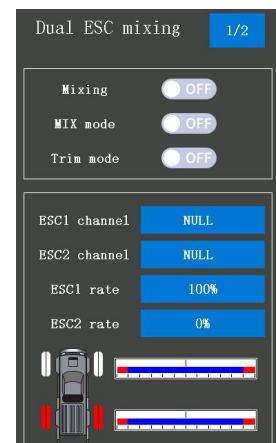 Dual ESC mixing 1/2
Mixing OFF
MIX mode OFF
Trim mode OFF
ESC1 channel NULL
ESC2 channel NULL
ESC1 rate 100%
ESC2 rate 0%